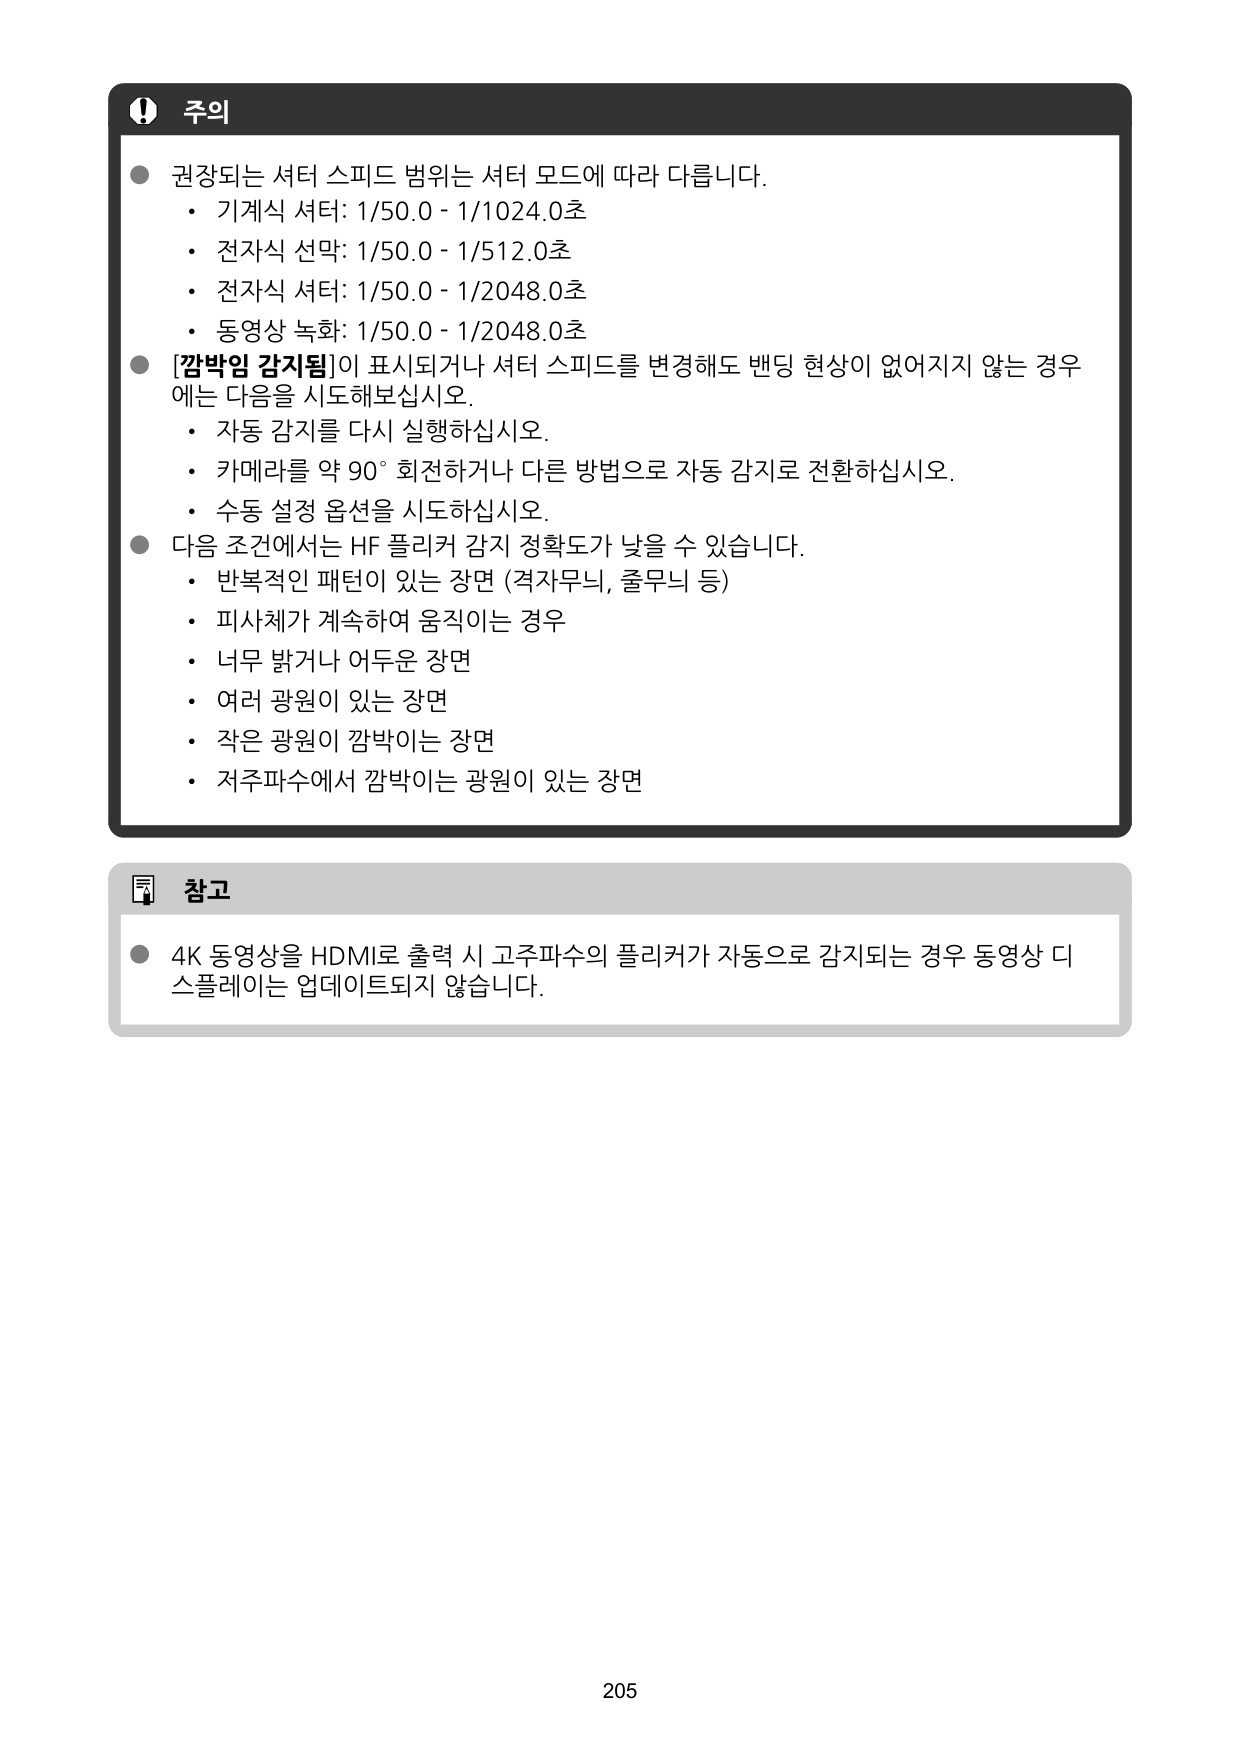 주의
● 권장되는 셔터 스피드 범위는 셔터 모드에 따라 다릅니다.
• 기계식 셔터: 1/50.0 - 1/1024.0초
• 전자식 선막: 1/50.0 - 1/512.0초
• 전자식 셔터: 1/50.0 - 1/2048.0초
• 동영상 녹화: 1/50.0 - 1/2048.0초
● [깜박임 감지됨]이 표시되거나 셔터 스피드를 변경해도 밴딩 현상이 없어지지 않는 경우
에는 다음을 시도해보십시오.
• 자동 감지를 다시 실행하십시오.
• 카메라를 약 90° 회전하거나 다른 방법으로 자동 감지로 전환하십시오.
• 수동 설정 옵션을 시도하십시오.
● 다음 조건에서는 HF 플리커 감지 정확도가 낮을 수 있습니다.
• 반복적인 패턴이 있는 장면 (격자무늬, 줄무늬 등)
• 피사체가 계속하여 움직이는 경우
• 너무 밝거나 어두운 장면
• 여러 광원이 있는 장면
• 작은 광원이 깜박이는 장면
• 저주파수에서 깜박이는 광원이 있는 장면
참고
● 4K 동영상을 HDMI로 출력 시 고주파수의 플리커가 자동으로 감지되는 경우 동영상 디
스플레이는 업데이트되지 않습니다.
205